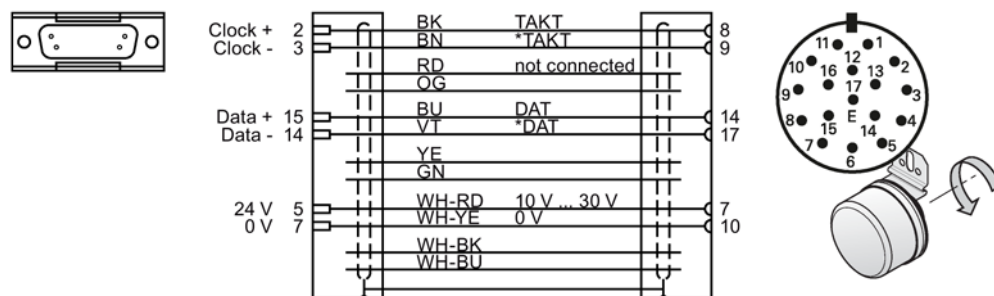 Clock + 2 BK TAKT 8
Clock - 3 BN *TAKT 9
RD not connected
OG
Data + 15 BU DAT 14
Data - 14 VT *DAT 17
YE
GN
24 V 5 WH-RD 10 V ... 30 V 7
0 V 7 WH-YE 0 V 10
WH-BK
WH-BU
11 1
12
10 2
16 13
9 17 3
8 E 4
15 14
7 5
6